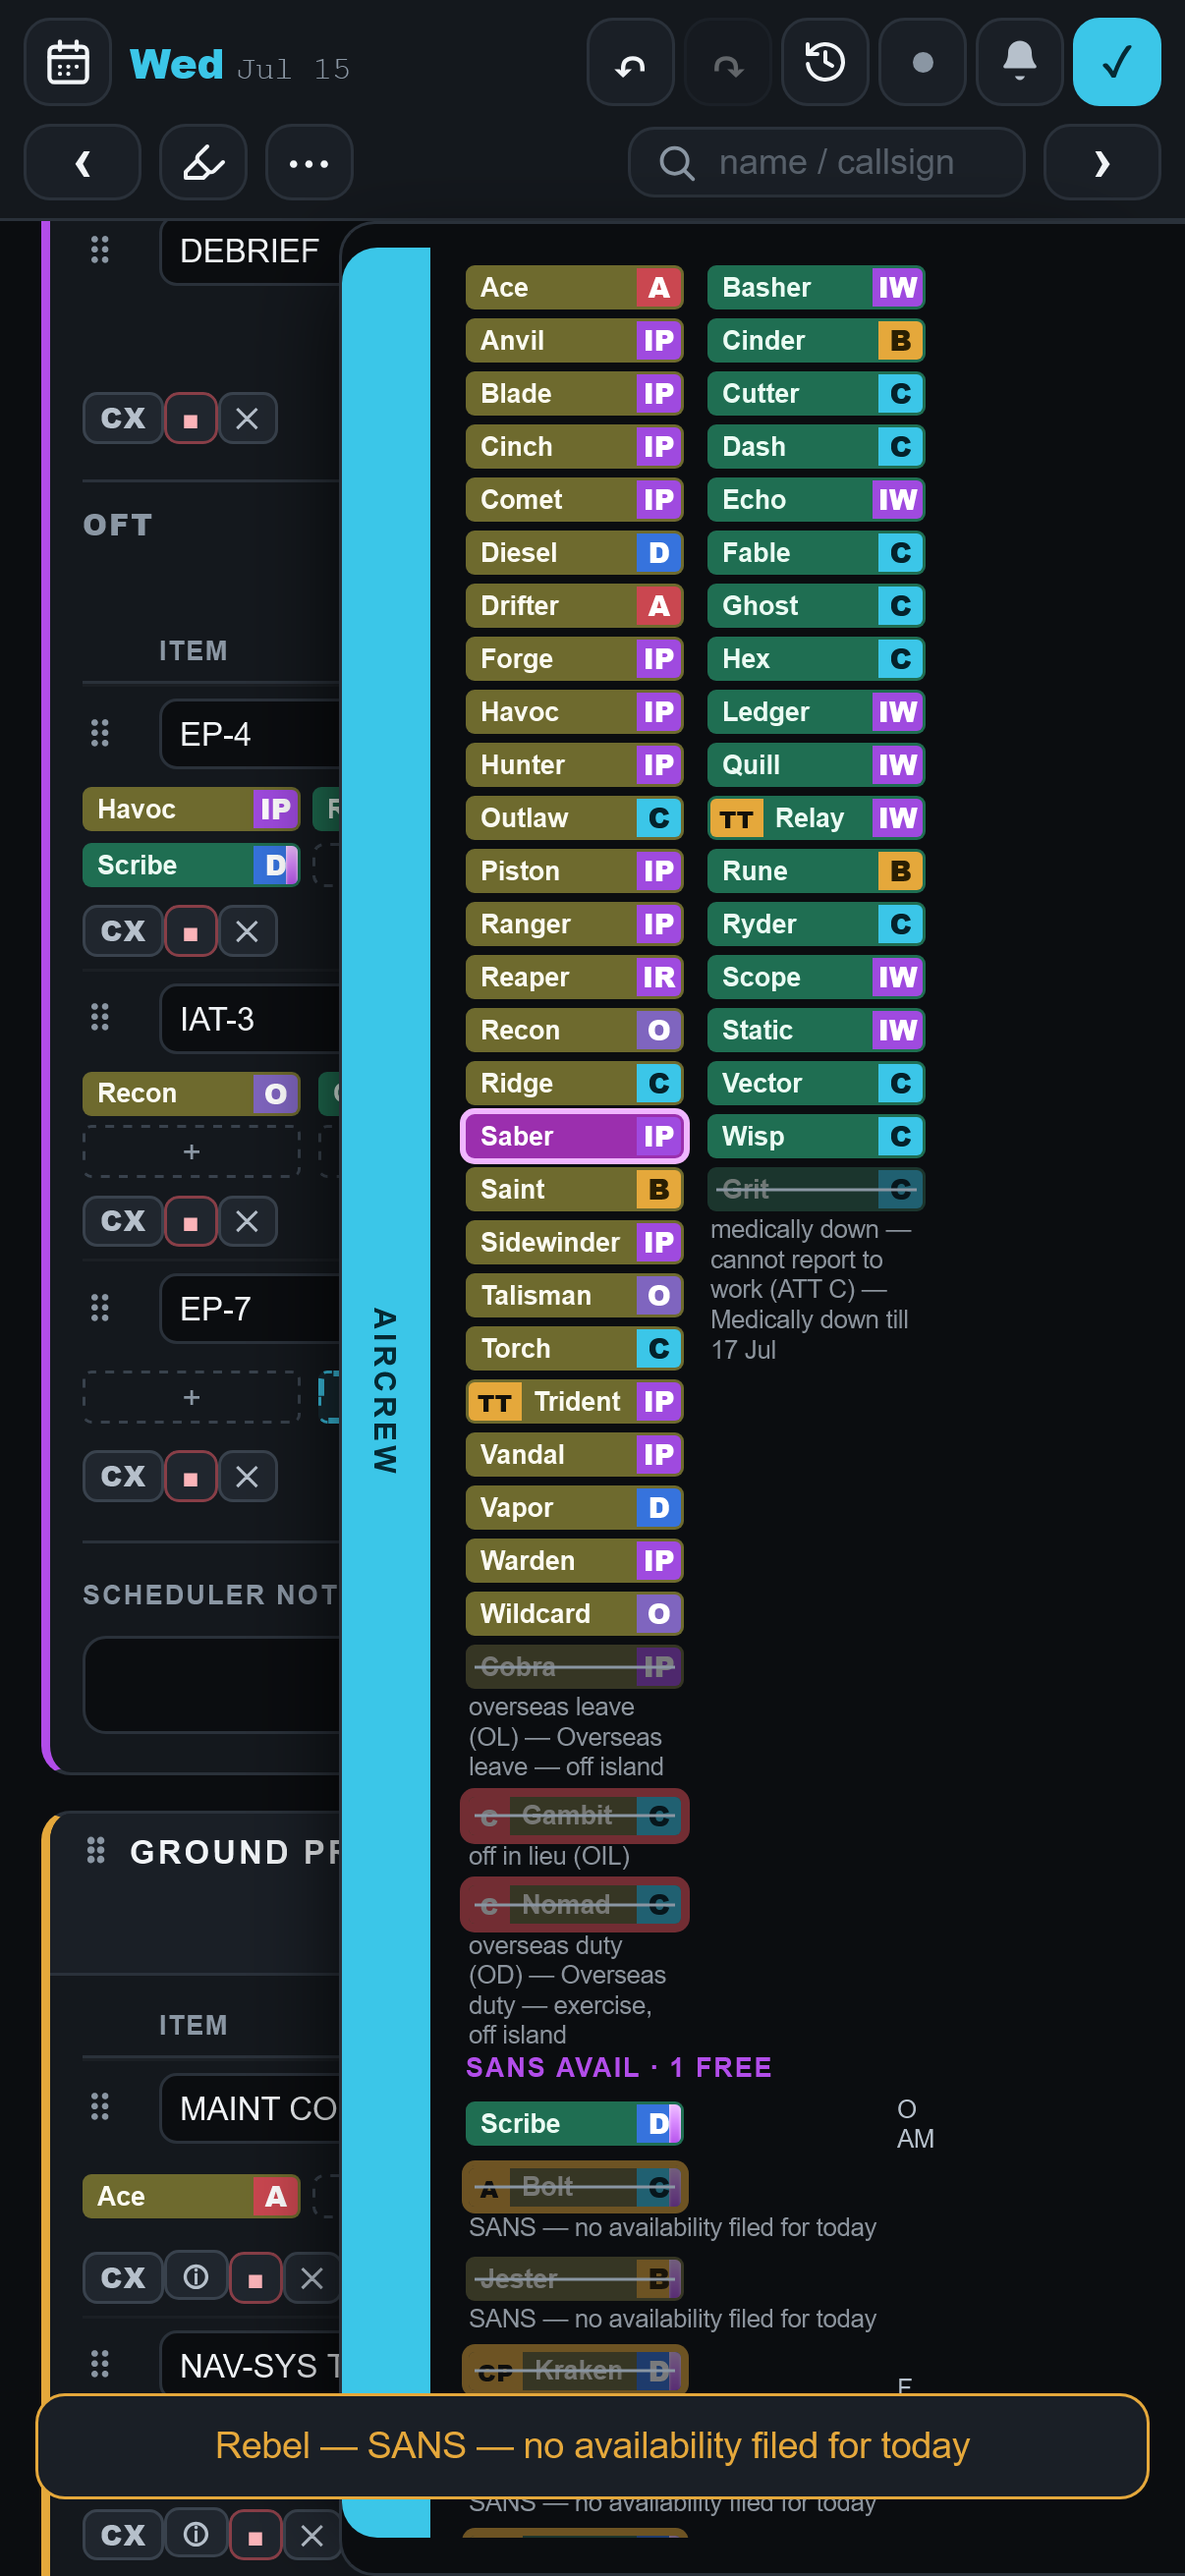 Wed Jul 15
name / callsign
DEBRIEF
CX
OFT
ITEM
EP-4
Havoc IP
Scribe D
CX
IAT-3
Recon O
+
CX
EP-7
+
CX
SCHEDULER NOT
GROUND PR
ITEM
MAINT CO
Ace A
CX
NAV-SYS T
CX
AIRCREW
Ace A
Anvil IP
Blade IP
Cinch IP
Comet IP
Diesel D
Drifter A
Forge IP
Havoc IP
Hunter IP
Outlaw C
Piston IP
Ranger IP
Reaper IR
Recon O
Ridge C
Saber IP
Saint B
Sidewinder IP
Talisman O
Torch C
TT Trident IP
Vandal IP
Vapor D
Warden IP
Wildcard O
Cobra IP
overseas leave
(OL) — Overseas
leave — off island
C Gambit C
off in lieu (OIL)
C Nomad C
overseas duty
(OD) — Overseas
duty — exercise,
off island
Basher IW
Cinder B
Cutter C
Dash C
Echo IW
Fable C
Ghost C
Hex C
Ledger IW
Quill IW
TT Relay IW
Rune B
Ryder C
Scope IW
Static IW
Vector C
Wisp C
Grit C
medically down —
cannot report to
work (ATT C) —
Medically down till
17 Jul
SANS AVAIL · 1 FREE
Scribe D
O
AM
A Bolt C
SANS — no availability filed for today
Jester B
SANS — no availability filed for today
CP Kraken D
Rebel — SANS — no availability filed for today
SANS — no availability filed for today